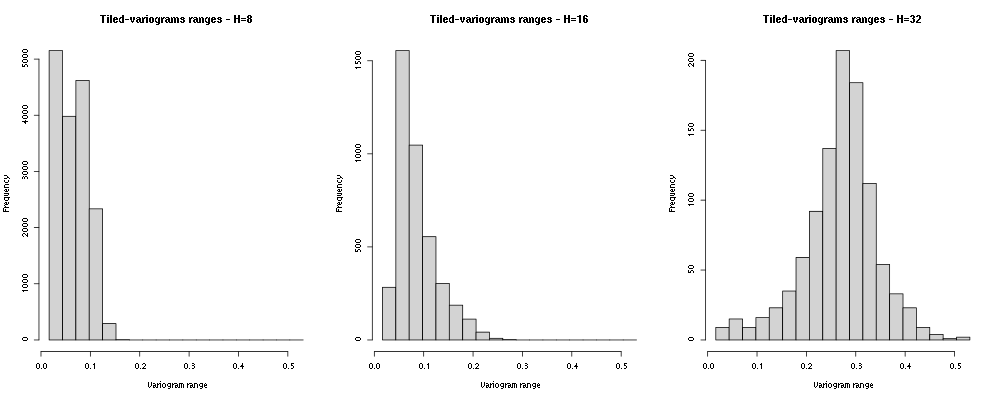 Tiled-variograms ranges - H=8
Frequency
5000
4000
3000
2000
1000
0
0.0 0.1 0.2 0.3 0.4 0.5
Variogram range
Tiled-variograms ranges - H=16
Frequency
1500
1000
500
0
0.0 0.1 0.2 0.3 0.4 0.5
Variogram range
Tiled-variograms ranges - H=32
Frequency
200
150
100
50
0
0.0 0.1 0.2 0.3 0.4 0.5
Variogram range